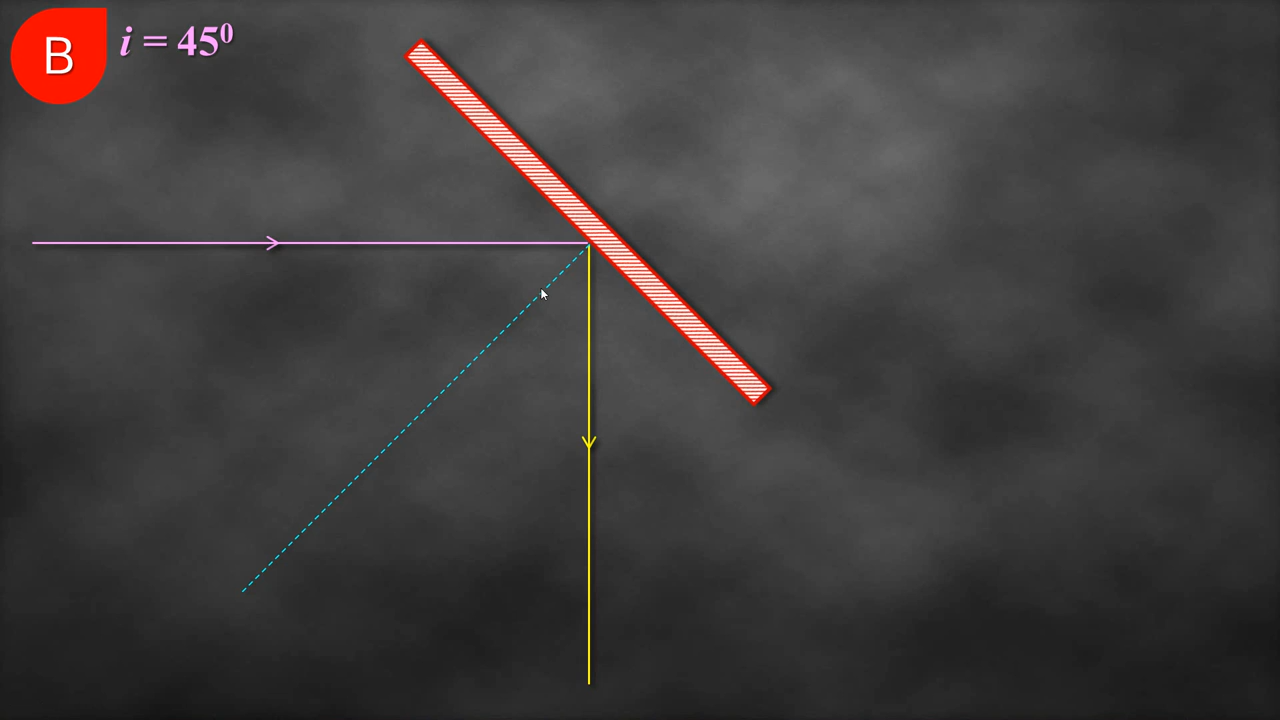 B
i = 45⁰